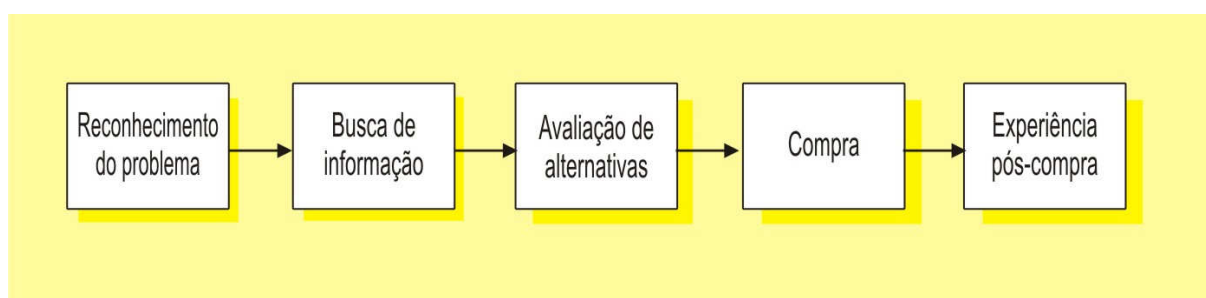 Reconhecimento
do problema
Busca de
informação
Avaliação de
alternativas
Compra
Experiência
pós-compra